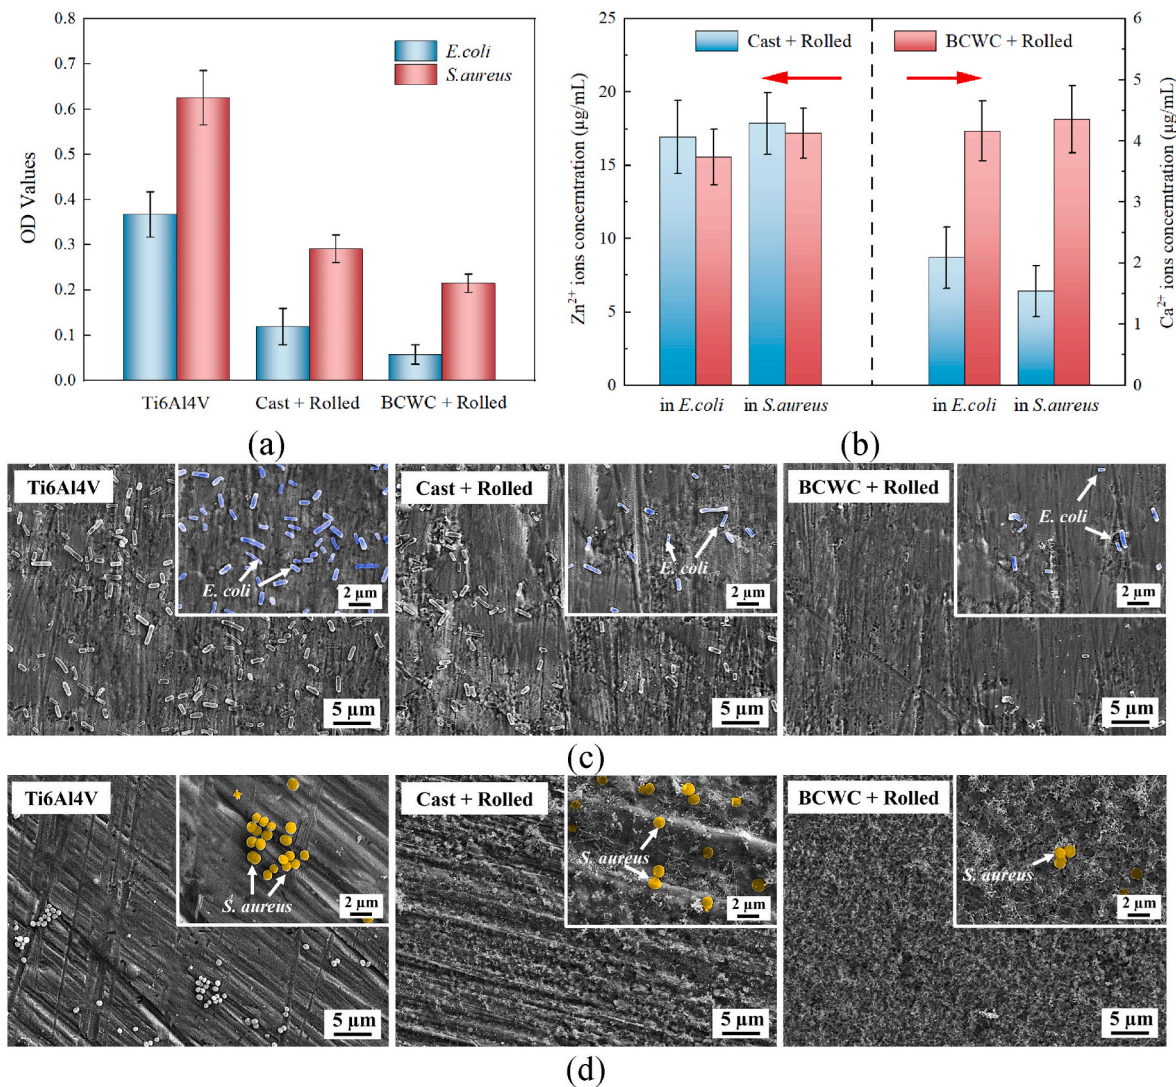 0.8
0.7
0.6
0.5
0.4
0.3
0.2
0.1
0.0
OD Values
E.coli
S.aureus
Ti6Al4V
Cast + Rolled
BCWC + Rolled
(a)
25
20
15
10
5
0
Zn²⁺ ions concerntration (μg/mL)
Cast + Rolled
BCWC + Rolled
6
5
4
3
2
1
0
Ca²⁺ ions concentration (μg/mL)
in E.coli
in S.aureus
in E.coli
in S.aureus
(b)
Ti6Al4V
E. coli
2 μm
5 μm
Cast + Rolled
E. coli
2 μm
5 μm
BCWC + Rolled
E. coli
2 μm
5 μm
(c)
Ti6Al4V
S. aureus
2 μm
5 μm
Cast + Rolled
S. aureus
2 μm
5 μm
BCWC + Rolled
S. aureus
2 μm
5 μm
(d)